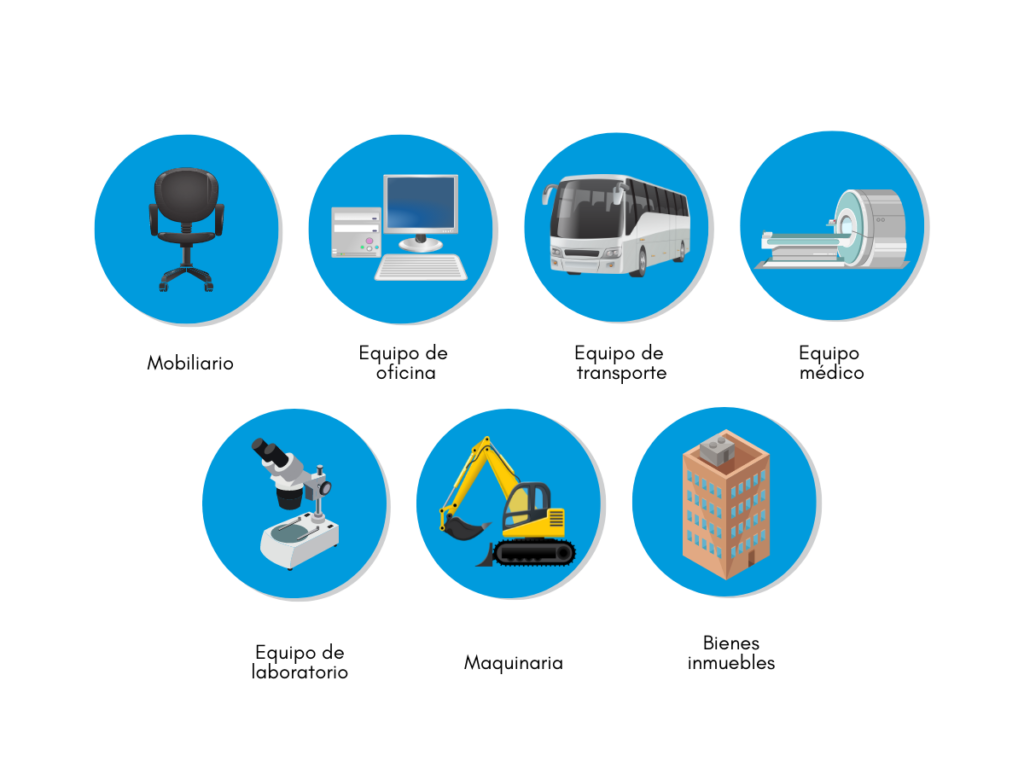 Mobiliario
Equipo de
oficina
Equipo de
transporte
Equipo
médico
Equipo de
laboratorio
Maquinaria
Bienes
inmuebles